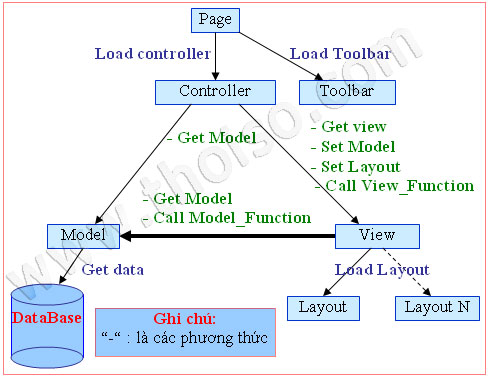 Page
Load controller
Load Toolbar
Controller
Toolbar
- Get Model
- Get view
- Set Model
- Set Layout
- Call View_Function
- Get Model
- Call Model_Function
Model
View
Get data
Load Layout
DataBase
Layout
Layout N
Ghi chú:
“-“ : là các phương thức
www.thoiso.com